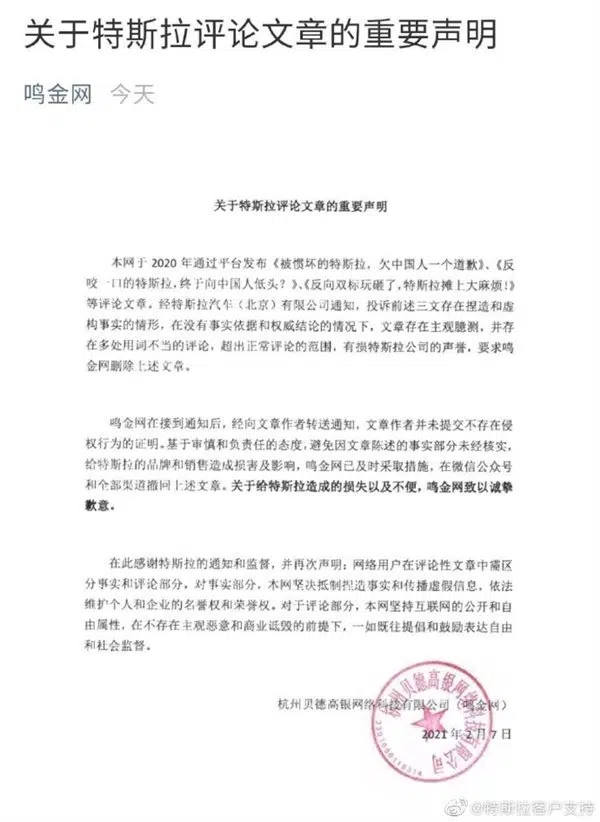 关于特斯拉评论文章的重要声明
鸣金网 今天
关于特斯拉评论文章的重要声明
本网于 2020 年通过平台发布《被惯坏的特斯拉，欠中国人一个道歉》、《反
咬一口的特斯拉，终于向中国人低头？》、《反向双标玩砸了，特斯拉摊上大麻烦！》
等评论文章。经特斯拉汽车（北京）有限公司通知，投诉前述三文存在捏造和虚
构事实的情形，在没有事实依据和权威结论的情况下，文章存在主观臆测，并存
在多处用词不当的评论，超出正常评论的范围，有损特斯拉公司的声誉，要求鸣
金网删除上述文章。
鸣金网在接到通知后，经向文章作者转送通知，文章作者并未提交不存在侵
权行为的证明。基于审慎和负责任的态度，避免因文章陈述的事实部分未经核实，
给特斯拉的品牌和销售造成损害及影响，鸣金网已及时采取措施，在微信公众号
和全部渠道撤回上述文章。关于给特斯拉造成的损失以及不便，鸣金网致以诚挚
歉意。
在此感谢特斯拉的通知和监督，并再次声明：网络用户在评论性文章中需区
分事实和评论部分，对事实部分，本网坚决抵制捏造事实和传播虚假信息，依法
维护个人和企业的名誉权和荣誉权。对于评论部分，本网坚持互联网的公开和自
由属性，在不存在主观恶意和商业诋毁的前提下，一如既往提倡和鼓励表达自由
和社会监督。
杭州贝德高银网络科技有限公司（鸣金网）
2021 年 2 月 7 日
杭州贝德高银网络科技有限公司
@特斯拉客户支持